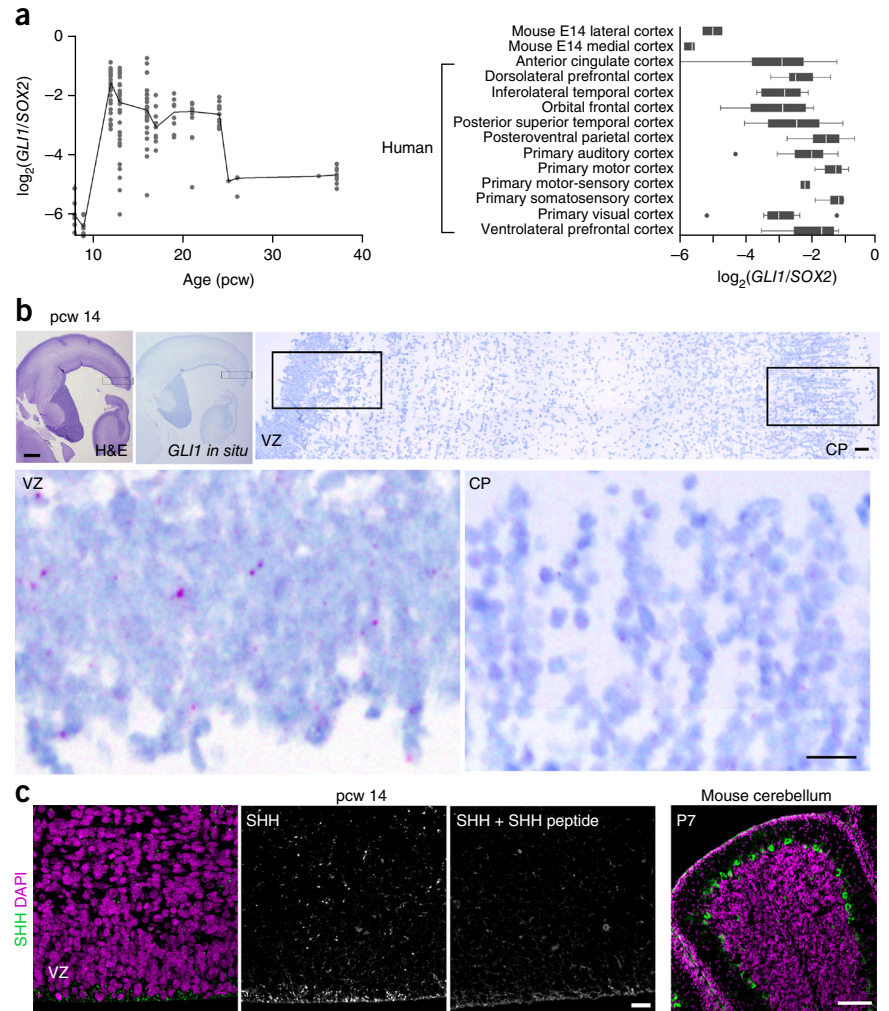 a
0
−2
−4
−6
log2(GLI1/SOX2)
10
20
30
40
Age (pcw)
Human
Mouse E14 lateral cortex
Mouse E14 medial cortex
Anterior cingulate cortex
Dorsolateral prefrontal cortex
Inferolateral temporal cortex
Orbital frontal cortex
Posterior superior temporal cortex
Posteroventral parietal cortex
Primary auditory cortex
Primary motor cortex
Primary motor-sensory cortex
Primary somatosensory cortex
Primary visual cortex
Ventrolateral prefrontal cortex
−6
−4
−2
0
log2(GLI1/SOX2)
b
pcw 14
H&E
GLI1 in situ
VZ
CP
VZ
CP
c
pcw 14
Mouse cerebellum
SHH DAPI
VZ
SHH
SHH + SHH peptide
P7